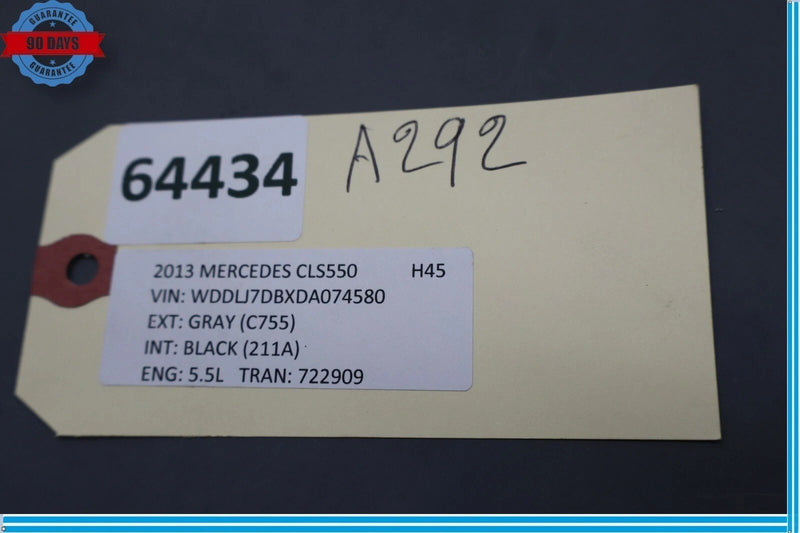 GUARANTEE
90 DAYS
GUARANTEE
64434
A292
2013 MERCEDES CLS550 H45
VIN: WDDLJ7DBXDA074580
EXT: GRAY (C755)
INT: BLACK (211A)
ENG: 5.5L TRAN: 722909